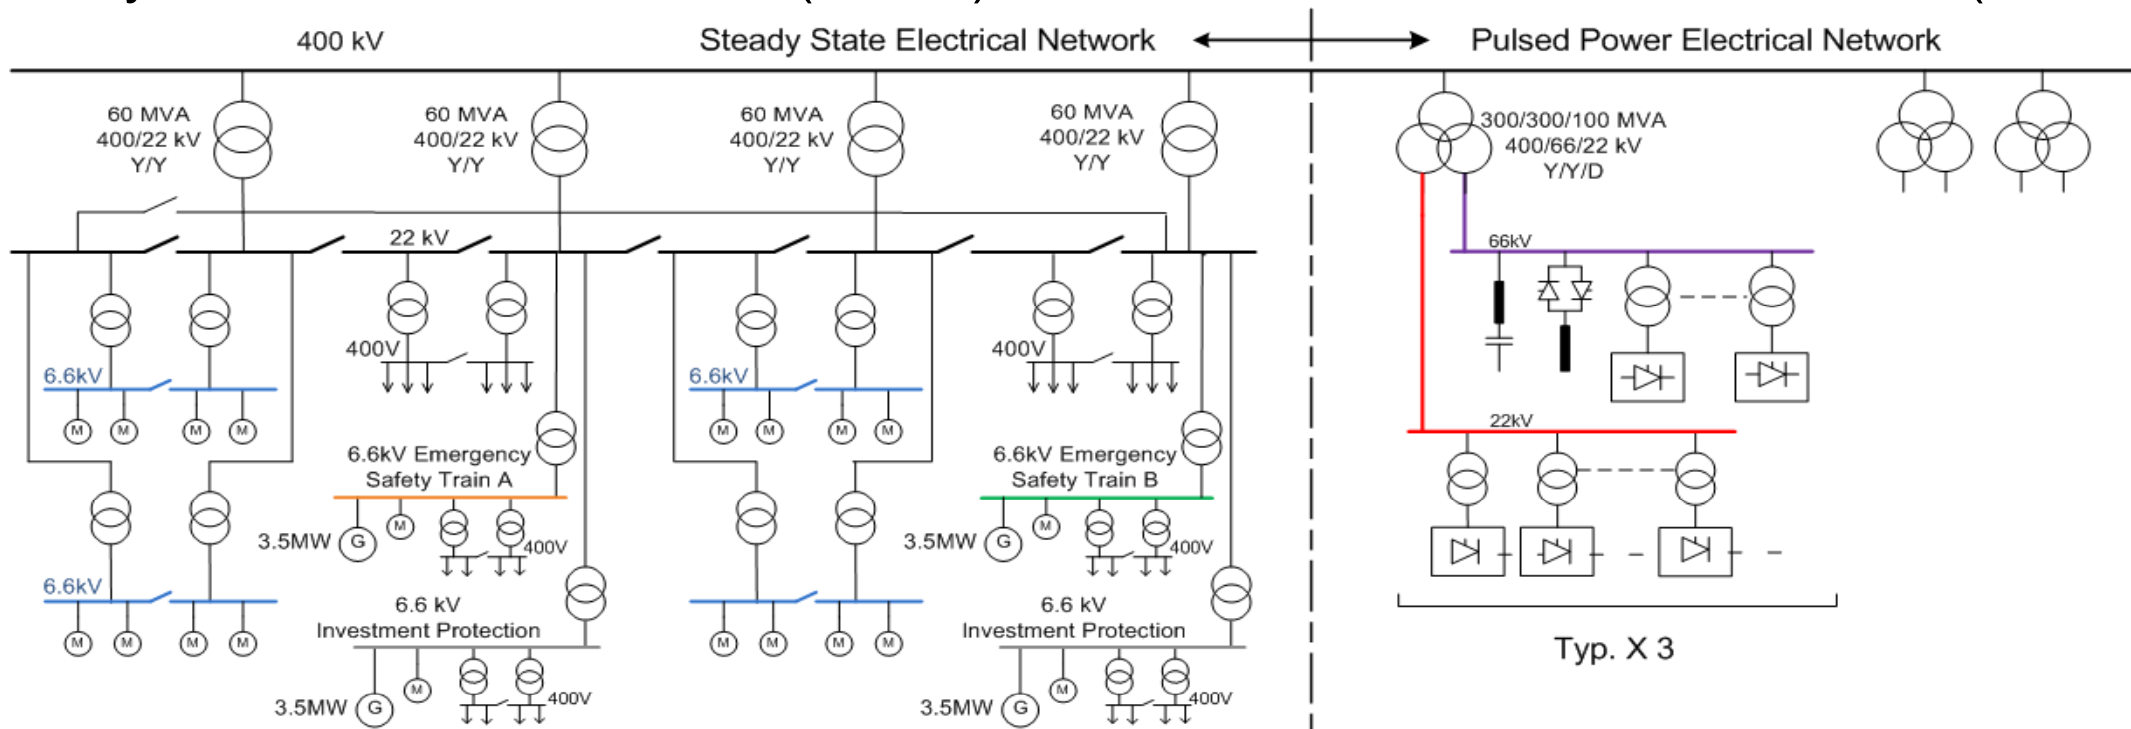 400 kV
Steady State Electrical Network
Pulsed Power Electrical Network
60 MVA
400/22 kV
Y/Y
60 MVA
400/22 kV
Y/Y
60 MVA
400/22 kV
Y/Y
60 MVA
400/22 kV
Y/Y
300/300/100 MVA
400/66/22 kV
Y/Y/D
22 kV
66kV
400V
400V
6.6kV
6.6kV
M
M
M
M
M
M
M
M
22kV
6.6kV Emergency
Safety Train A
6.6kV Emergency
Safety Train B
3.5MW
G
M
400V
3.5MW
G
M
400V
6.6kV
6.6kV
6.6 kV
Investment Protection
6.6 kV
Investment Protection
M
M
M
M
M
M
M
M
3.5MW
G
M
400V
3.5MW
G
M
400V
Typ. X 3